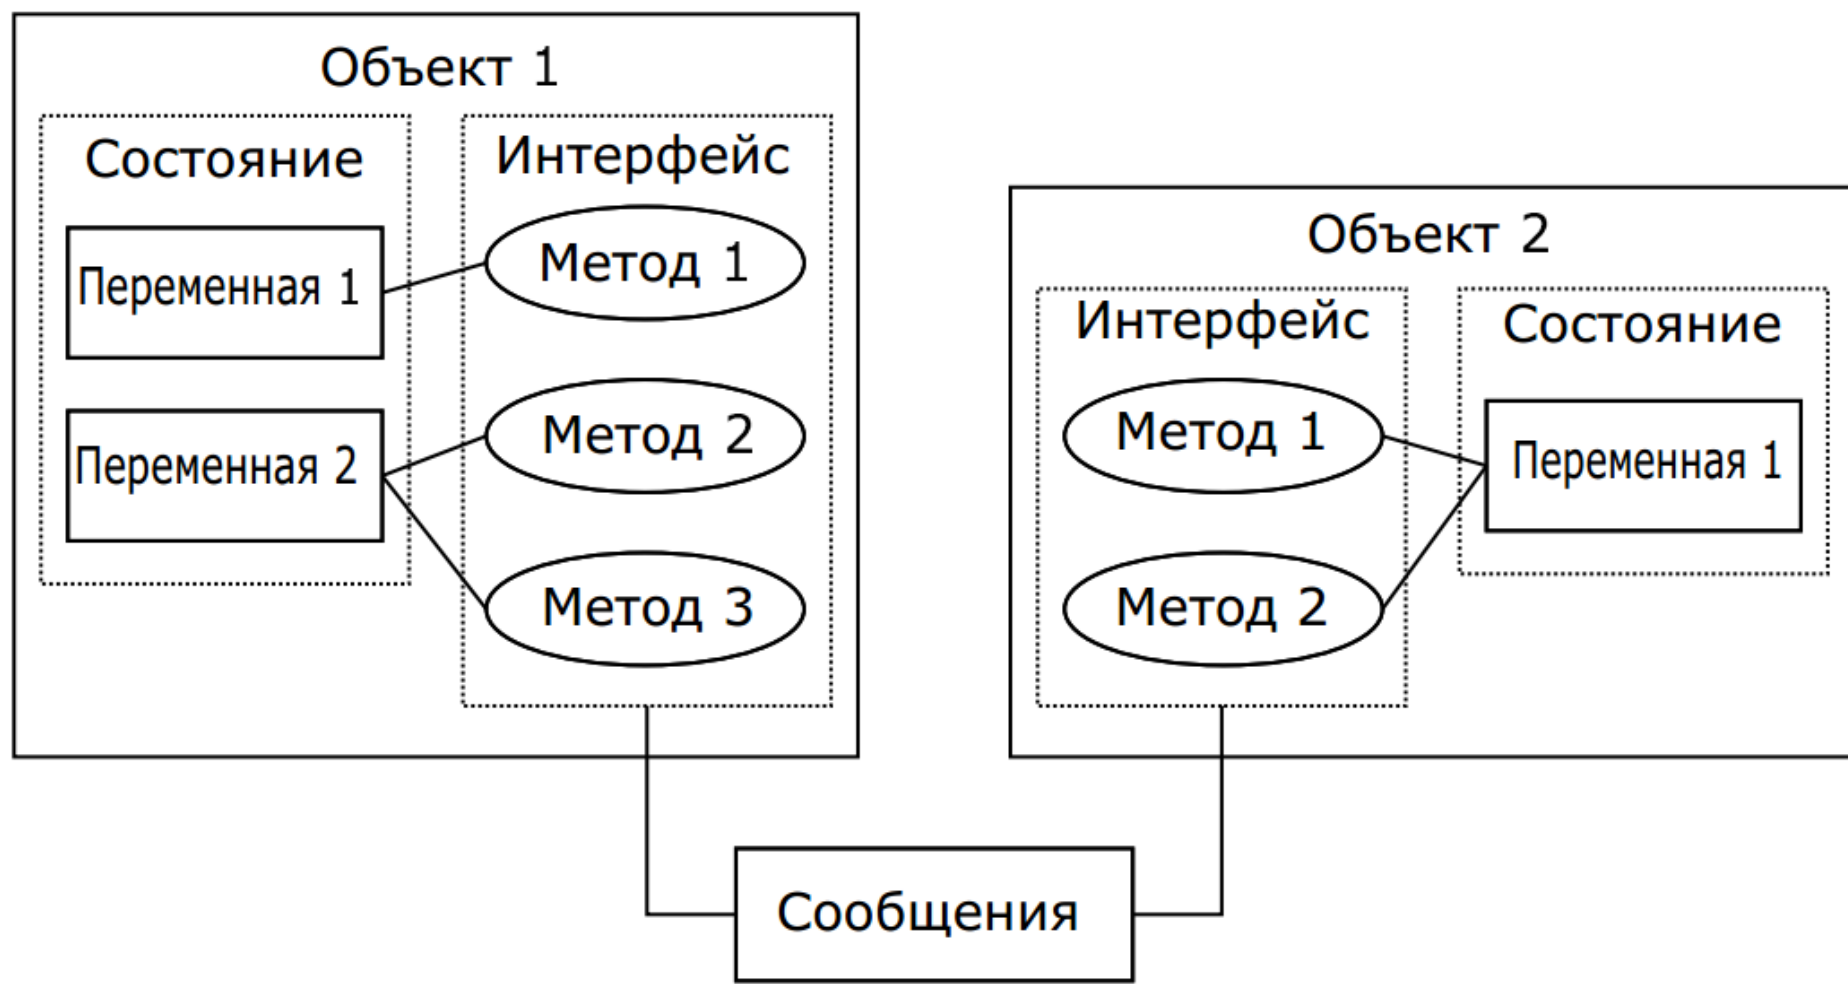 Объект 1
Состояние
Переменная 1
Переменная 2
Интерфейс
Метод 1
Метод 2
Метод 3
Объект 2
Интерфейс
Метод 1
Метод 2
Состояние
Переменная 1
Сообщения